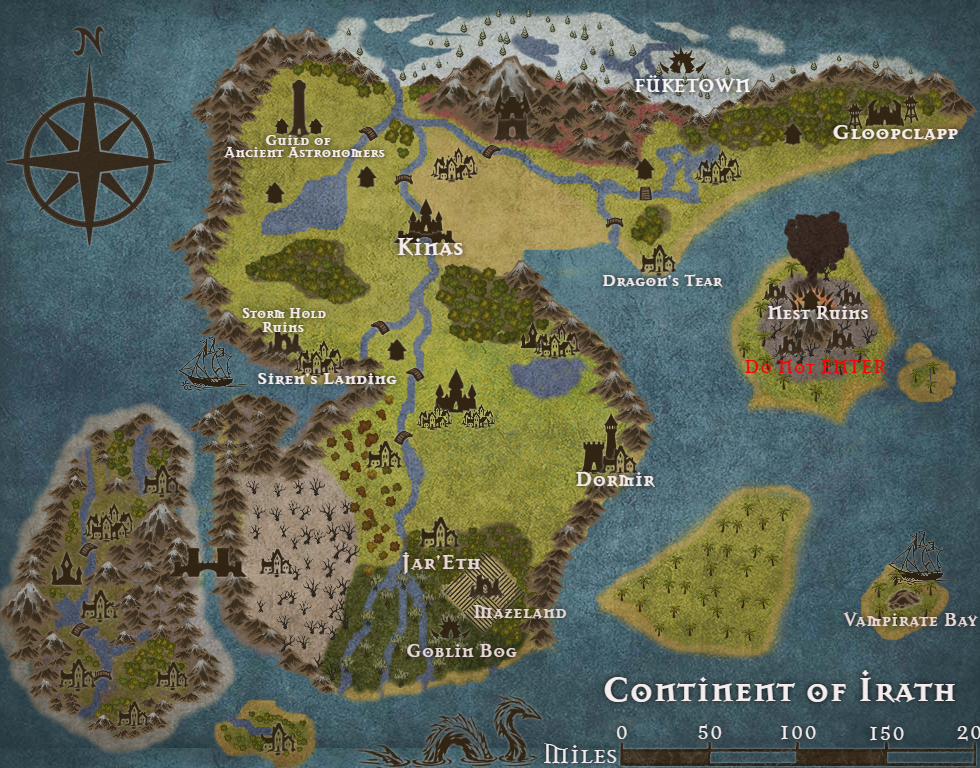 N
FÜKETOWN
Gloopclapp
Guild of
Ancient Astronomers
Kinas
Dragon's Tear
Nest Ruins
Do Not ENTER
Storm Hold
Ruins
Siren's Landing
Dormir
Jar'Eth
Mazeland
Goblin Bog
Vampirate Bay
Continent of Irath
0 50 100 150 20
Miles